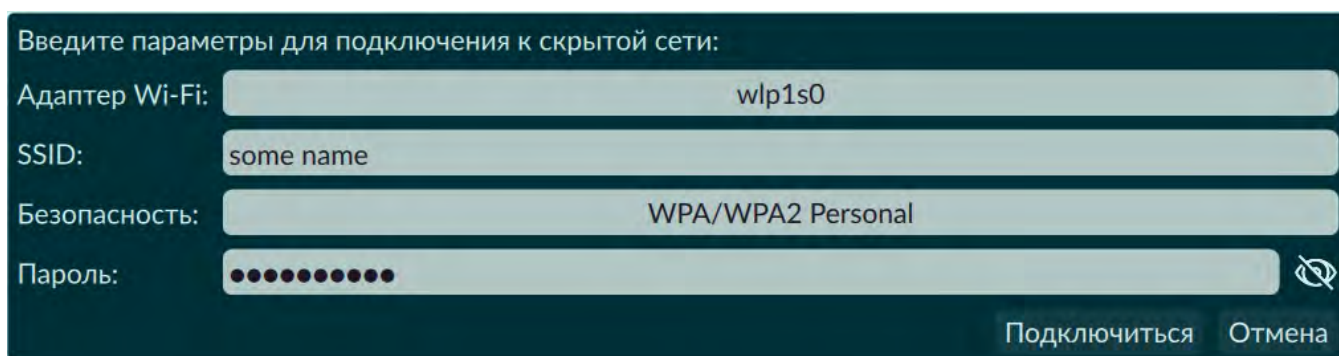 Введите параметры для подключения к скрытой сети:
Адаптер Wi-Fi: wlp1s0
SSID: some name
Безопасность: WPA/WPA2 Personal
Пароль: ●●●●●●●●●●
Подключиться Отмена